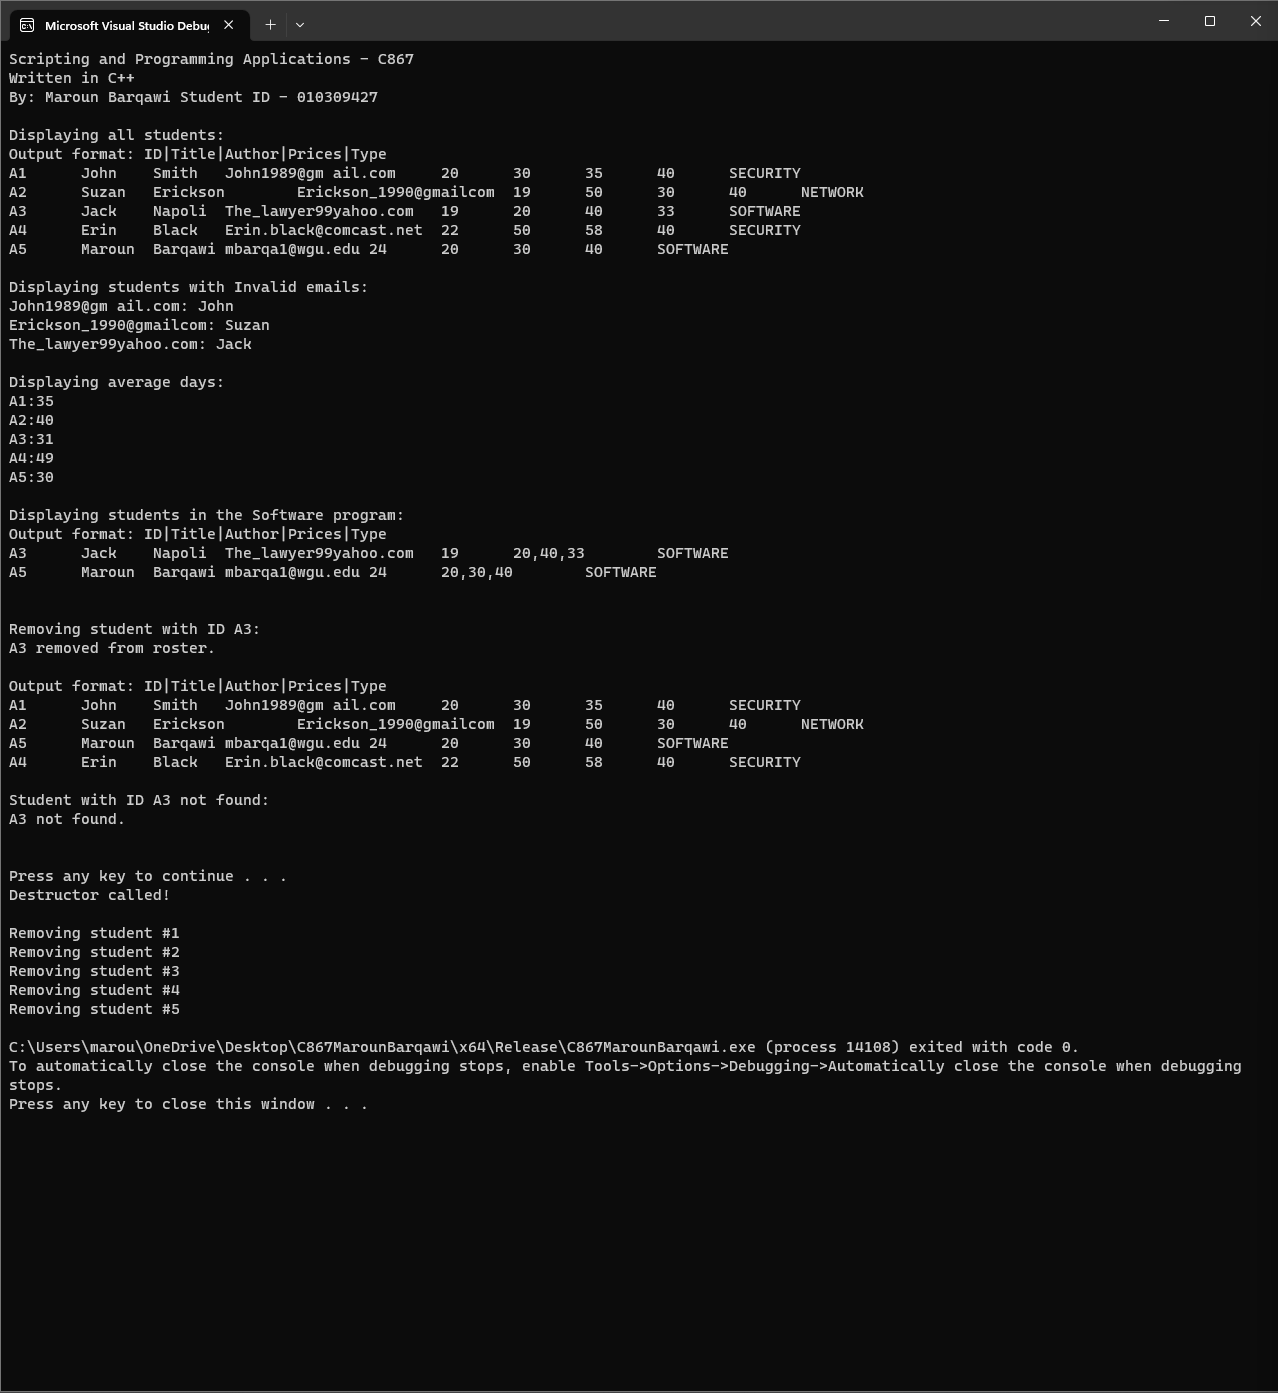 Microsoft Visual Studio Debug
Scripting and Programming Applications - C867
Written in C++
By: Maroun Barqawi Student ID - 010309427
Displaying all students:
Output format: ID|Title|Author|Prices|Type
A1 John Smith John1989@gm ail.com 20 30 35 40 SECURITY
A2 Suzan Erickson Erickson_1990@gmailcom 19 50 30 40 NETWORK
A3 Jack Napoli The_lawyer99yahoo.com 19 20 40 33 SOFTWARE
A4 Erin Black Erin.black@comcast.net 22 50 58 40 SECURITY
A5 Maroun Barqawi mbarqa1@wgu.edu 24 20 30 40 SOFTWARE
Displaying students with Invalid emails:
John1989@gm ail.com: John
Erickson_1990@gmailcom: Suzan
The_lawyer99yahoo.com: Jack
Displaying average days:
A1:35
A2:40
A3:31
A4:49
A5:30
Displaying students in the Software program:
Output format: ID|Title|Author|Prices|Type
A3 Jack Napoli The_lawyer99yahoo.com 19 20,40,33 SOFTWARE
A5 Maroun Barqawi mbarqa1@wgu.edu 24 20,30,40 SOFTWARE
Removing student with ID A3:
A3 removed from roster.
Output format: ID|Title|Author|Prices|Type
A1 John Smith John1989@gm ail.com 20 30 35 40 SECURITY
A2 Suzan Erickson Erickson_1990@gmailcom 19 50 30 40 NETWORK
A5 Maroun Barqawi mbarqa1@wgu.edu 24 20 30 40 SOFTWARE
A4 Erin Black Erin.black@comcast.net 22 50 58 40 SECURITY
Student with ID A3 not found:
A3 not found.
Press any key to continue . . .
Destructor called!
Removing student #1
Removing student #2
Removing student #3
Removing student #4
Removing student #5
C:\Users\marou\OneDrive\Desktop\C867MarounBarqawi\x64\Release\C867MarounBarqawi.exe (process 14108) exited with code 0.
To automatically close the console when debugging stops, enable Tools->Options->Debugging->Automatically close the console when debugging
stops.
Press any key to close this window . . .